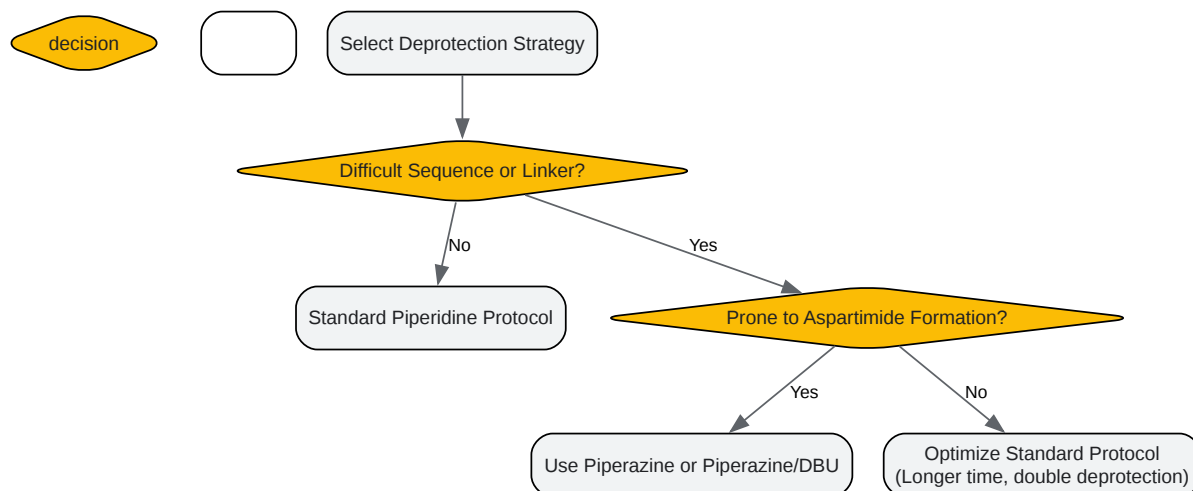 decision
Select Deprotection Strategy
Difficult Sequence or Linker?
No
Yes
Standard Piperidine Protocol
Prone to Aspartimide Formation?
Yes
No
Use Piperazine or Piperazine/DBU
Optimize Standard Protocol
(Longer time, double deprotection)